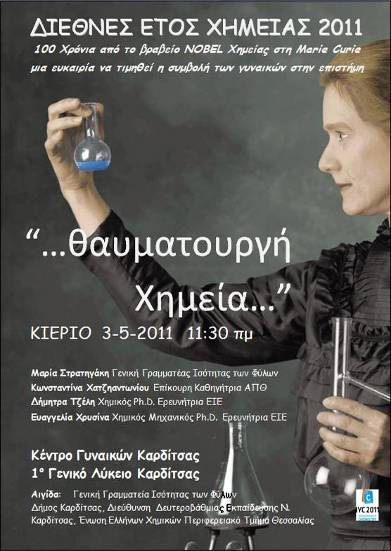 ΔΙΕΘΝΕΣ ΕΤΟΣ ΧΗΜΕΙΑΣ 2011
100 Χρόνια από το βραβείο NOBEL Χημείας στη Maria Curie
μια ευκαιρία να τιμηθεί η συμβολή των γυναικών στην επιστήμη
“...θαυματουργή
Χημεία...”
ΚΙΕΡΙΟ 3-5-2011 11:30 πμ
Μαρία Στρατηγάκη Γενική Γραμματέας Ισότητας των Φύλων
Κωνσταντίνα Χατζηαντωνίου Επίκουρη Καθηγήτρια ΑΠΘ
Δήμητρα Τζέλη Χημικός Ph.D. Ερευνήτρια ΕΙΕ
Ευαγγελία Χρυσίνα Χημικός Μηχανικός Ph.D. Ερευνήτρια ΕΙΕ
Κέντρο Γυναικών Καρδίτσας
1° Γενικό Λύκειο Καρδίτσας
Αιγίδα: Γενική Γραμματεία Ισότητας των Φύλων
Δήμος Καρδίτσας, Διεύθυνση Δευτεροβάθμιας Εκπαίδευσης Ν.
Καρδίτσας, Ένωση Ελλήνων Χημικών Περιφερειακό Τμήμα Θεσσαλίας
C
IYC 2011